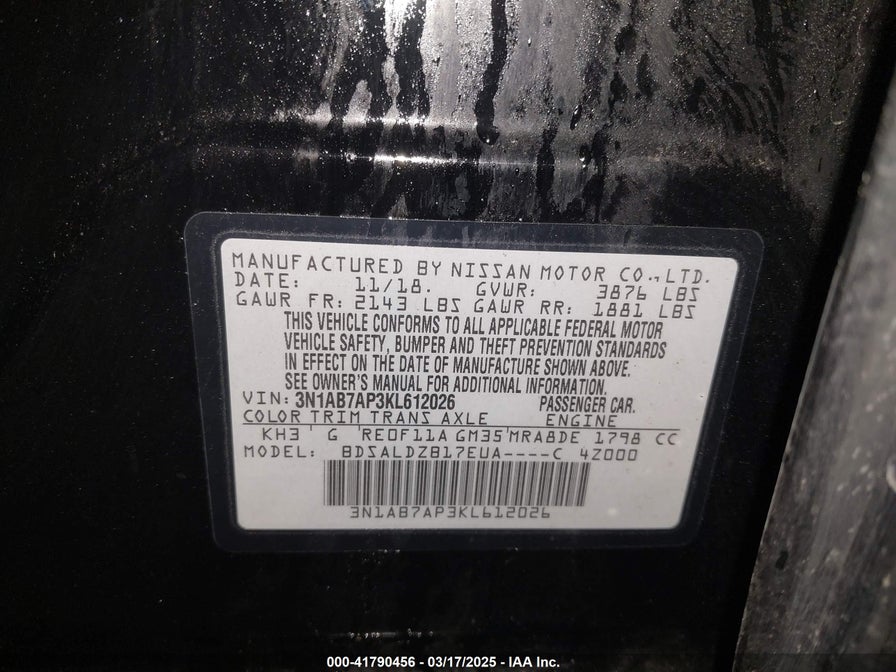 MANUFACTURED BY NISSAN MOTOR CO.,LTD.
DATE: 11/18. GVWR: 3876 LBS
GAWR FR: 2143 LBS GAWR RR: 1881 LBS
THIS VEHICLE CONFORMS TO ALL APPLICABLE FEDERAL MOTOR
VEHICLE SAFETY, BUMPER AND THEFT PREVENTION STANDARDS
IN EFFECT ON THE DATE OF MANUFACTURE SHOWN ABOVE.
SEE OWNER'S MANUAL FOR ADDITIONAL INFORMATION.
VIN: 3N1AB7AP3KL612026 PASSENGER CAR.
COLOR TRIM TRANS AXLE ENGINE
KH3 G RE0F11A GM35 MRA8DE 1798 CC
MODEL: BDSALDZB17EUA----C 4Z000
3N1AB7AP3KL612026
000-41790456 - 03/17/2025 - IAA Inc.